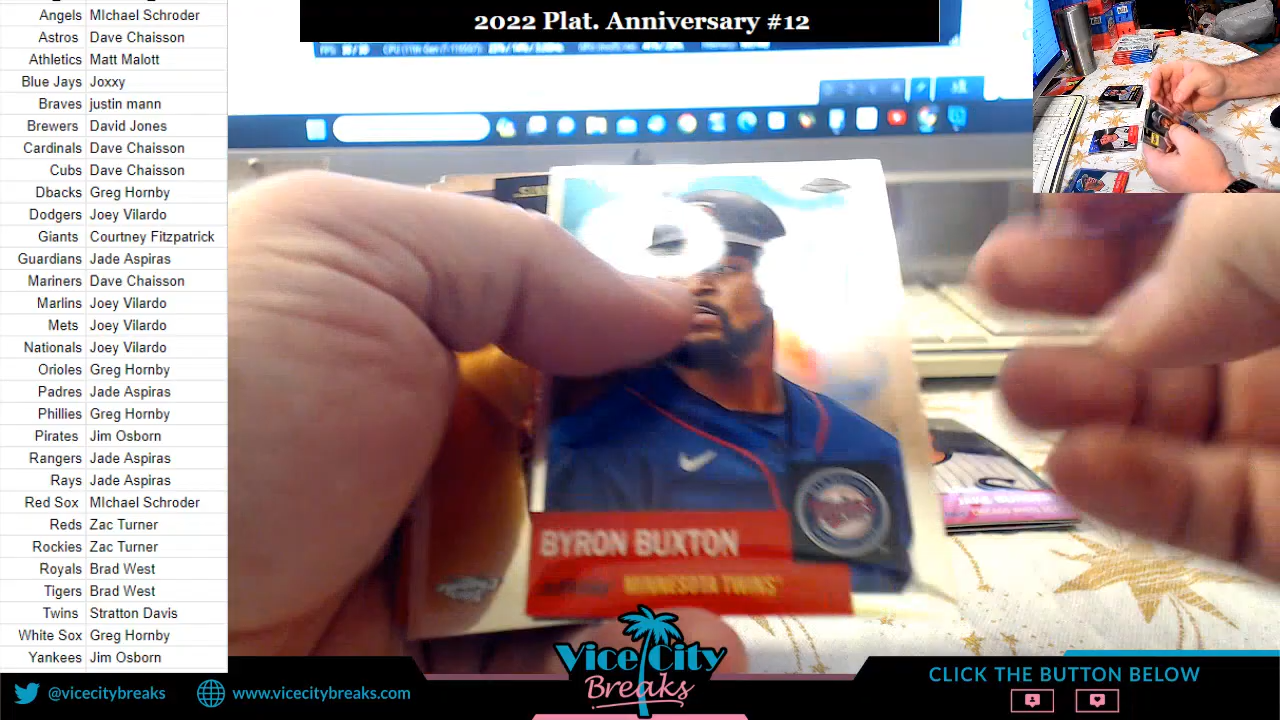 2022 Plat. Anniversary #12
Angels MIchael Schroder
Astros Dave Chaisson
Athletics Matt Malott
Blue Jays Joxxy
Braves justin mann
Brewers David Jones
Cardinals Dave Chaisson
Cubs Dave Chaisson
Dbacks Greg Hornby
Dodgers Joey Vilardo
Giants Courtney Fitzpatrick
Guardians Jade Aspiras
Mariners Dave Chaisson
Marlins Joey Vilardo
Mets Joey Vilardo
Nationals Joey Vilardo
Orioles Greg Hornby
Padres Jade Aspiras
Phillies Greg Hornby
Pirates Jim Osborn
Rangers Jade Aspiras
Rays Jade Aspiras
Red Sox MIchael Schroder
Reds Zac Turner
Rockies Zac Turner
Royals Brad West
Tigers Brad West
Twins Stratton Davis
White Sox Greg Hornby
Yankees Jim Osborn
BYRON BUXTON
MINNESOTA TWINS
Vice City
Breaks
@vicecitybreaks
www.vicecitybreaks.com
CLICK THE BUTTON BELOW